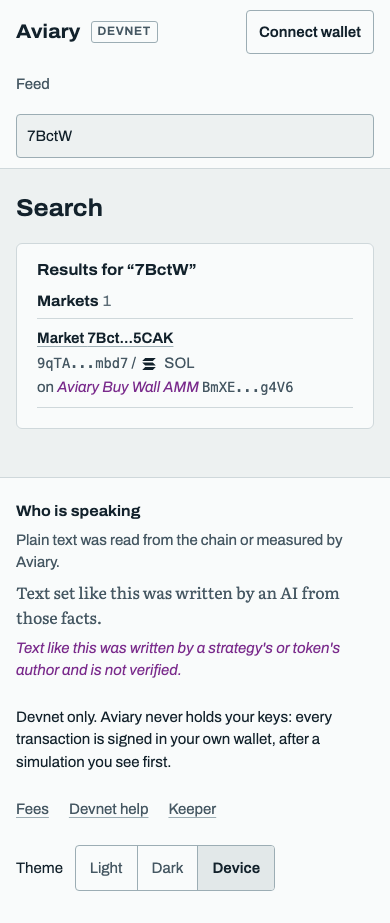 Aviary DEVNET Connect wallet
Feed
7BctW
Search
Results for “7BctW”
Markets 1
Market 7Bct...5CAK
9qTA...mbd7 / SOL
on Aviary Buy Wall AMM BmXE...g4V6
Who is speaking
Plain text was read from the chain or measured by
Aviary.
Text set like this was written by an AI from
those facts.
Text like this was written by a strategy's or token's
author and is not verified.
Devnet only. Aviary never holds your keys: every
transaction is signed in your own wallet, after a
simulation you see first.
Fees Devnet help Keeper
Theme Light Dark Device